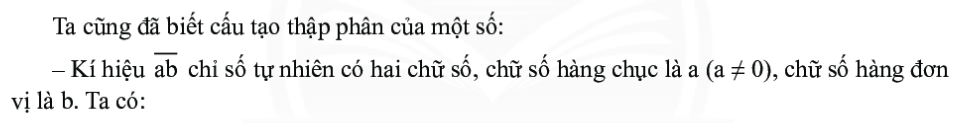 Ta cũng đã biết cấu tạo thập phân của một số:
– Kí hiệu a̅b̅ chỉ số tự nhiên có hai chữ số, chữ số hàng chục là a (a ≠ 0), chữ số hàng đơn
vị là b. Ta có: